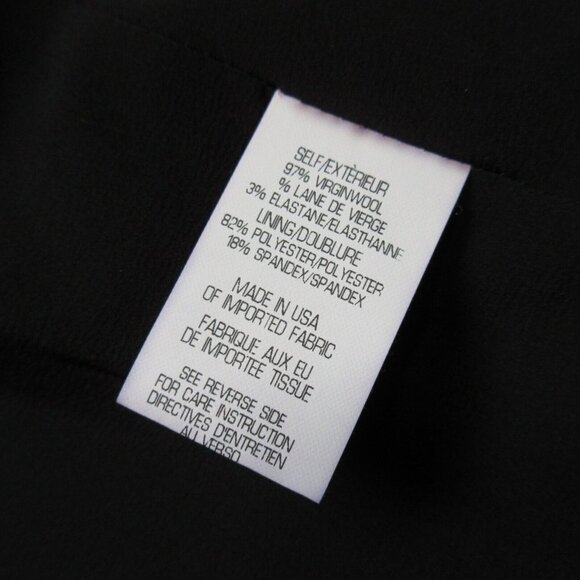 SELF/EXTÈRIEUR
97% VIRGINWOOL
% LAINE DE VIERGE
3% ELASTANE/ELASTHANNE
LINING/DOUBLURE
82% POLYESTER/POLYESTER
18% SPANDEX/SPANDEX
MADE IN USA
OF IMPORTED FABRIC
FABRIQUE AUX EU
DE IMPORTEE TISSUE
SEE REVERSE SIDE
FOR CARE INSTRUCTION
DIRECTIVES D'ENTRETIEN
AU VERSO